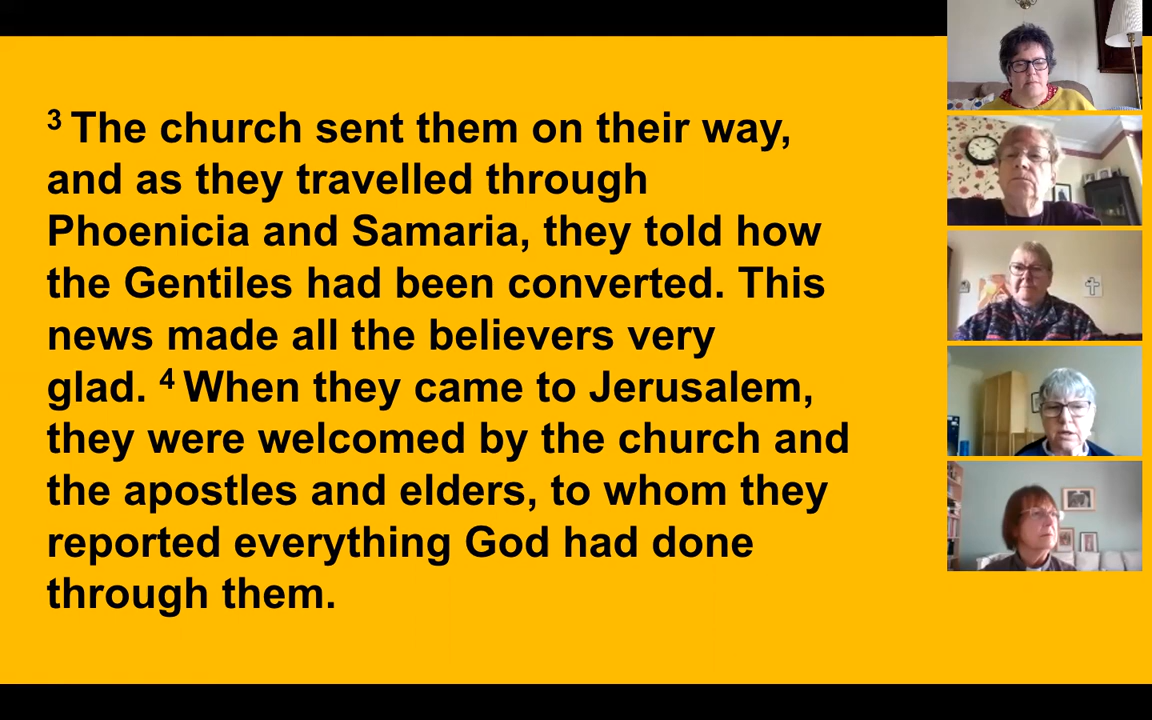 3 The church sent them on their way,
and as they travelled through
Phoenicia and Samaria, they told how
the Gentiles had been converted. This
news made all the believers very
glad. 4 When they came to Jerusalem,
they were welcomed by the church and
the apostles and elders, to whom they
reported everything God had done
through them.